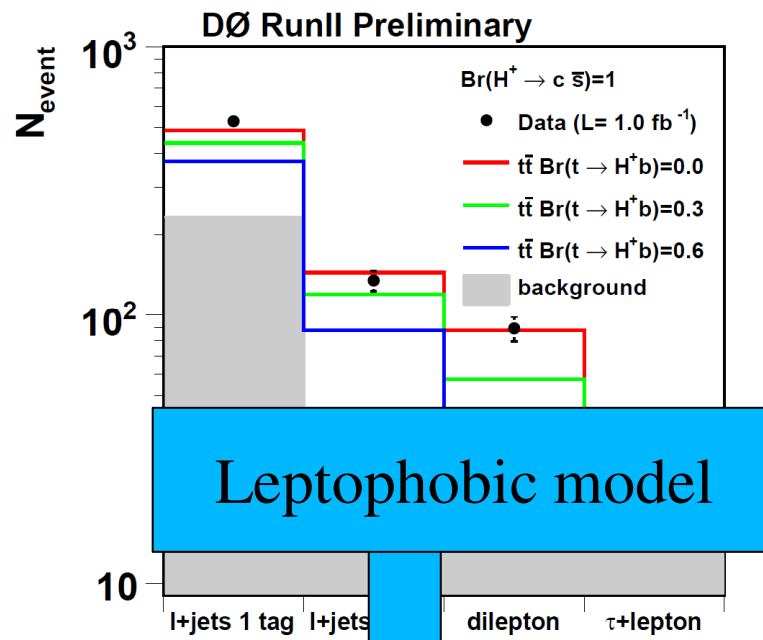 DØ RunII Preliminary
10³
N_event
Br(H⁺ → c s̅)=1
Data (L= 1.0 fb⁻¹)
tt̅ Br(t → H⁺b)=0.0
tt̅ Br(t → H⁺b)=0.3
tt̅ Br(t → H⁺b)=0.6
background
10²
Leptophobic model
10
l+jets 1 tag l+jets dilepton τ+lepton